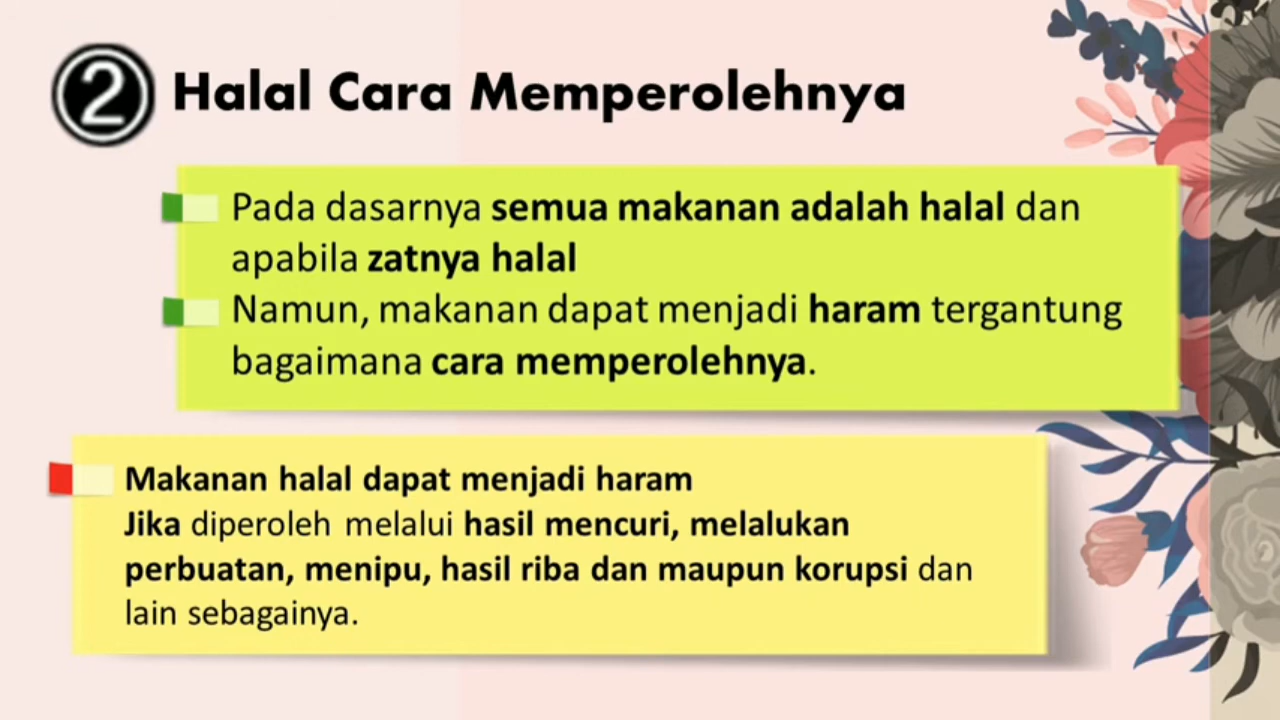 2 Halal Cara Memperolehnya
Pada dasarnya semua makanan adalah halal dan
apabila zatnya halal
Namun, makanan dapat menjadi haram tergantung
bagaimana cara memperolehnya.
Makanan halal dapat menjadi haram
Jika diperoleh melalui hasil mencuri, melalukan
perbuatan, menipu, hasil riba dan maupun korupsi dan
lain sebagainya.